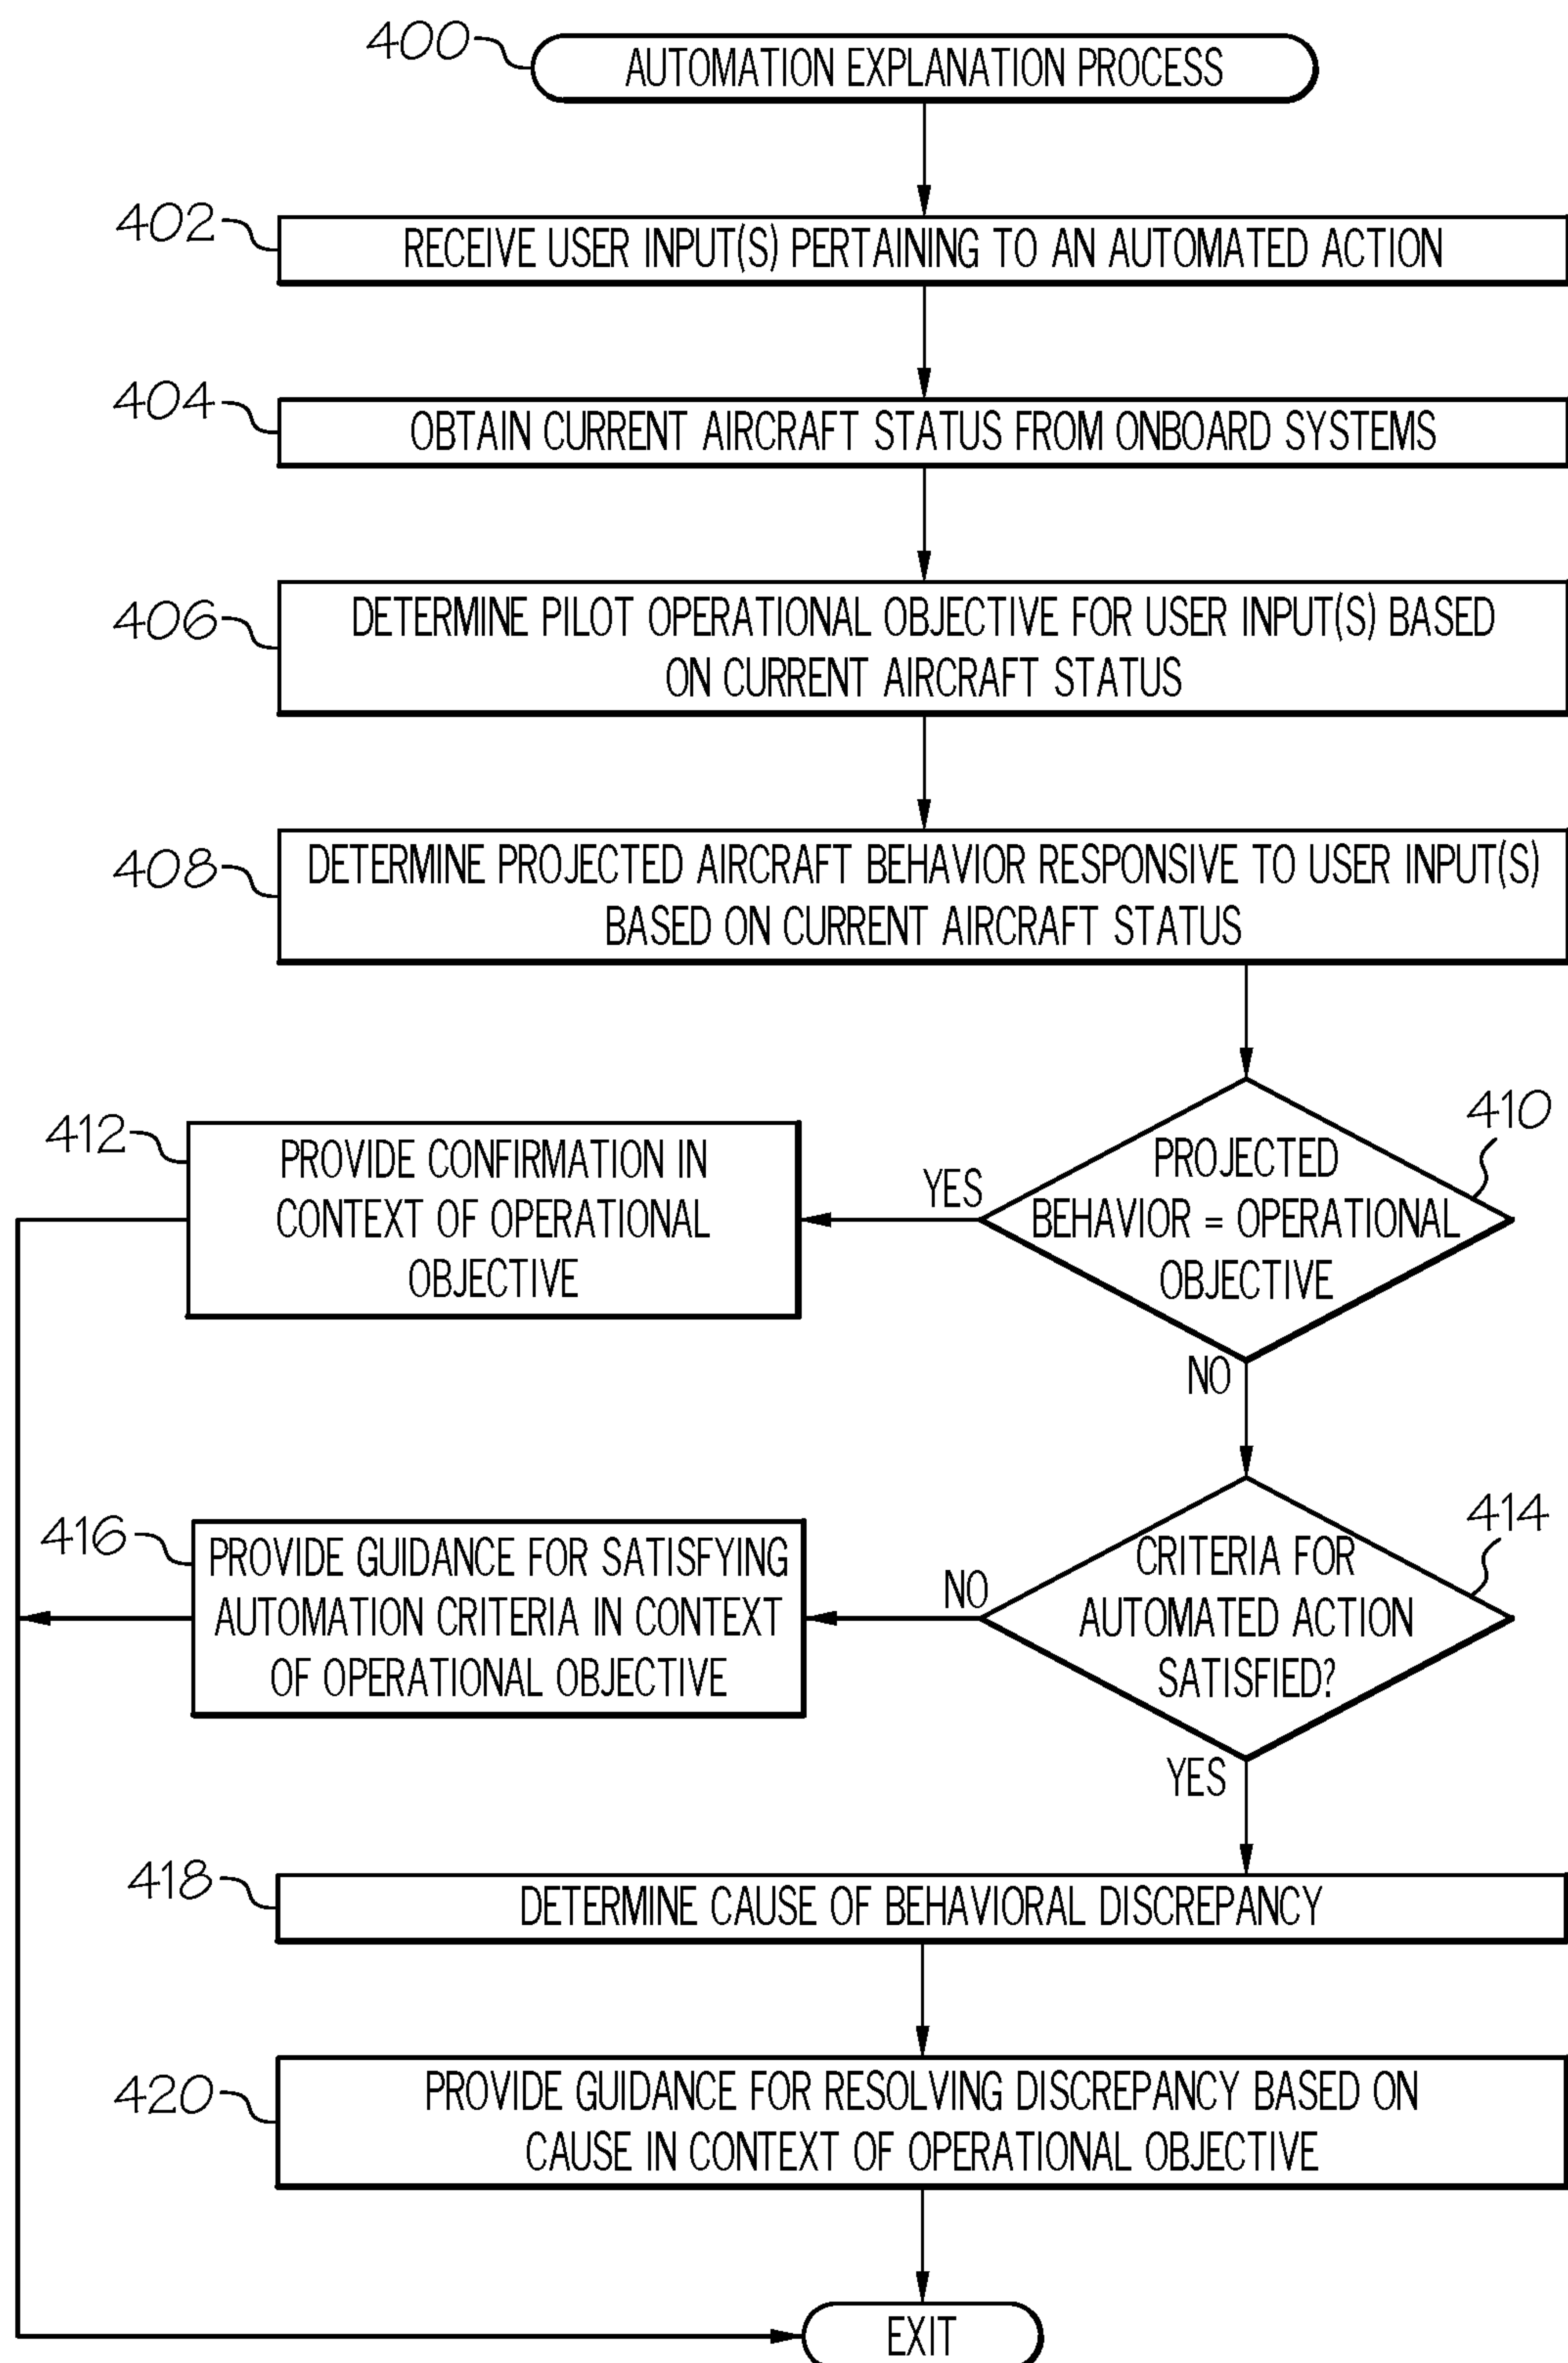 400
AUTOMATION EXPLANATION PROCESS
402
RECEIVE USER INPUT(S) PERTAINING TO AN AUTOMATED ACTION
404
OBTAIN CURRENT AIRCRAFT STATUS FROM ONBOARD SYSTEMS
406
DETERMINE PILOT OPERATIONAL OBJECTIVE FOR USER INPUT(S) BASED
ON CURRENT AIRCRAFT STATUS
408
DETERMINE PROJECTED AIRCRAFT BEHAVIOR RESPONSIVE TO USER INPUT(S)
BASED ON CURRENT AIRCRAFT STATUS
410
PROJECTED
BEHAVIOR = OPERATIONAL
OBJECTIVE
YES
412
PROVIDE CONFIRMATION IN
CONTEXT OF OPERATIONAL
OBJECTIVE
NO
414
CRITERIA FOR
AUTOMATED ACTION
SATISFIED?
NO
416
PROVIDE GUIDANCE FOR SATISFYING
AUTOMATION CRITERIA IN CONTEXT
OF OPERATIONAL OBJECTIVE
YES
418
DETERMINE CAUSE OF BEHAVIORAL DISCREPANCY
420
PROVIDE GUIDANCE FOR RESOLVING DISCREPANCY BASED ON
CAUSE IN CONTEXT OF OPERATIONAL OBJECTIVE
EXIT